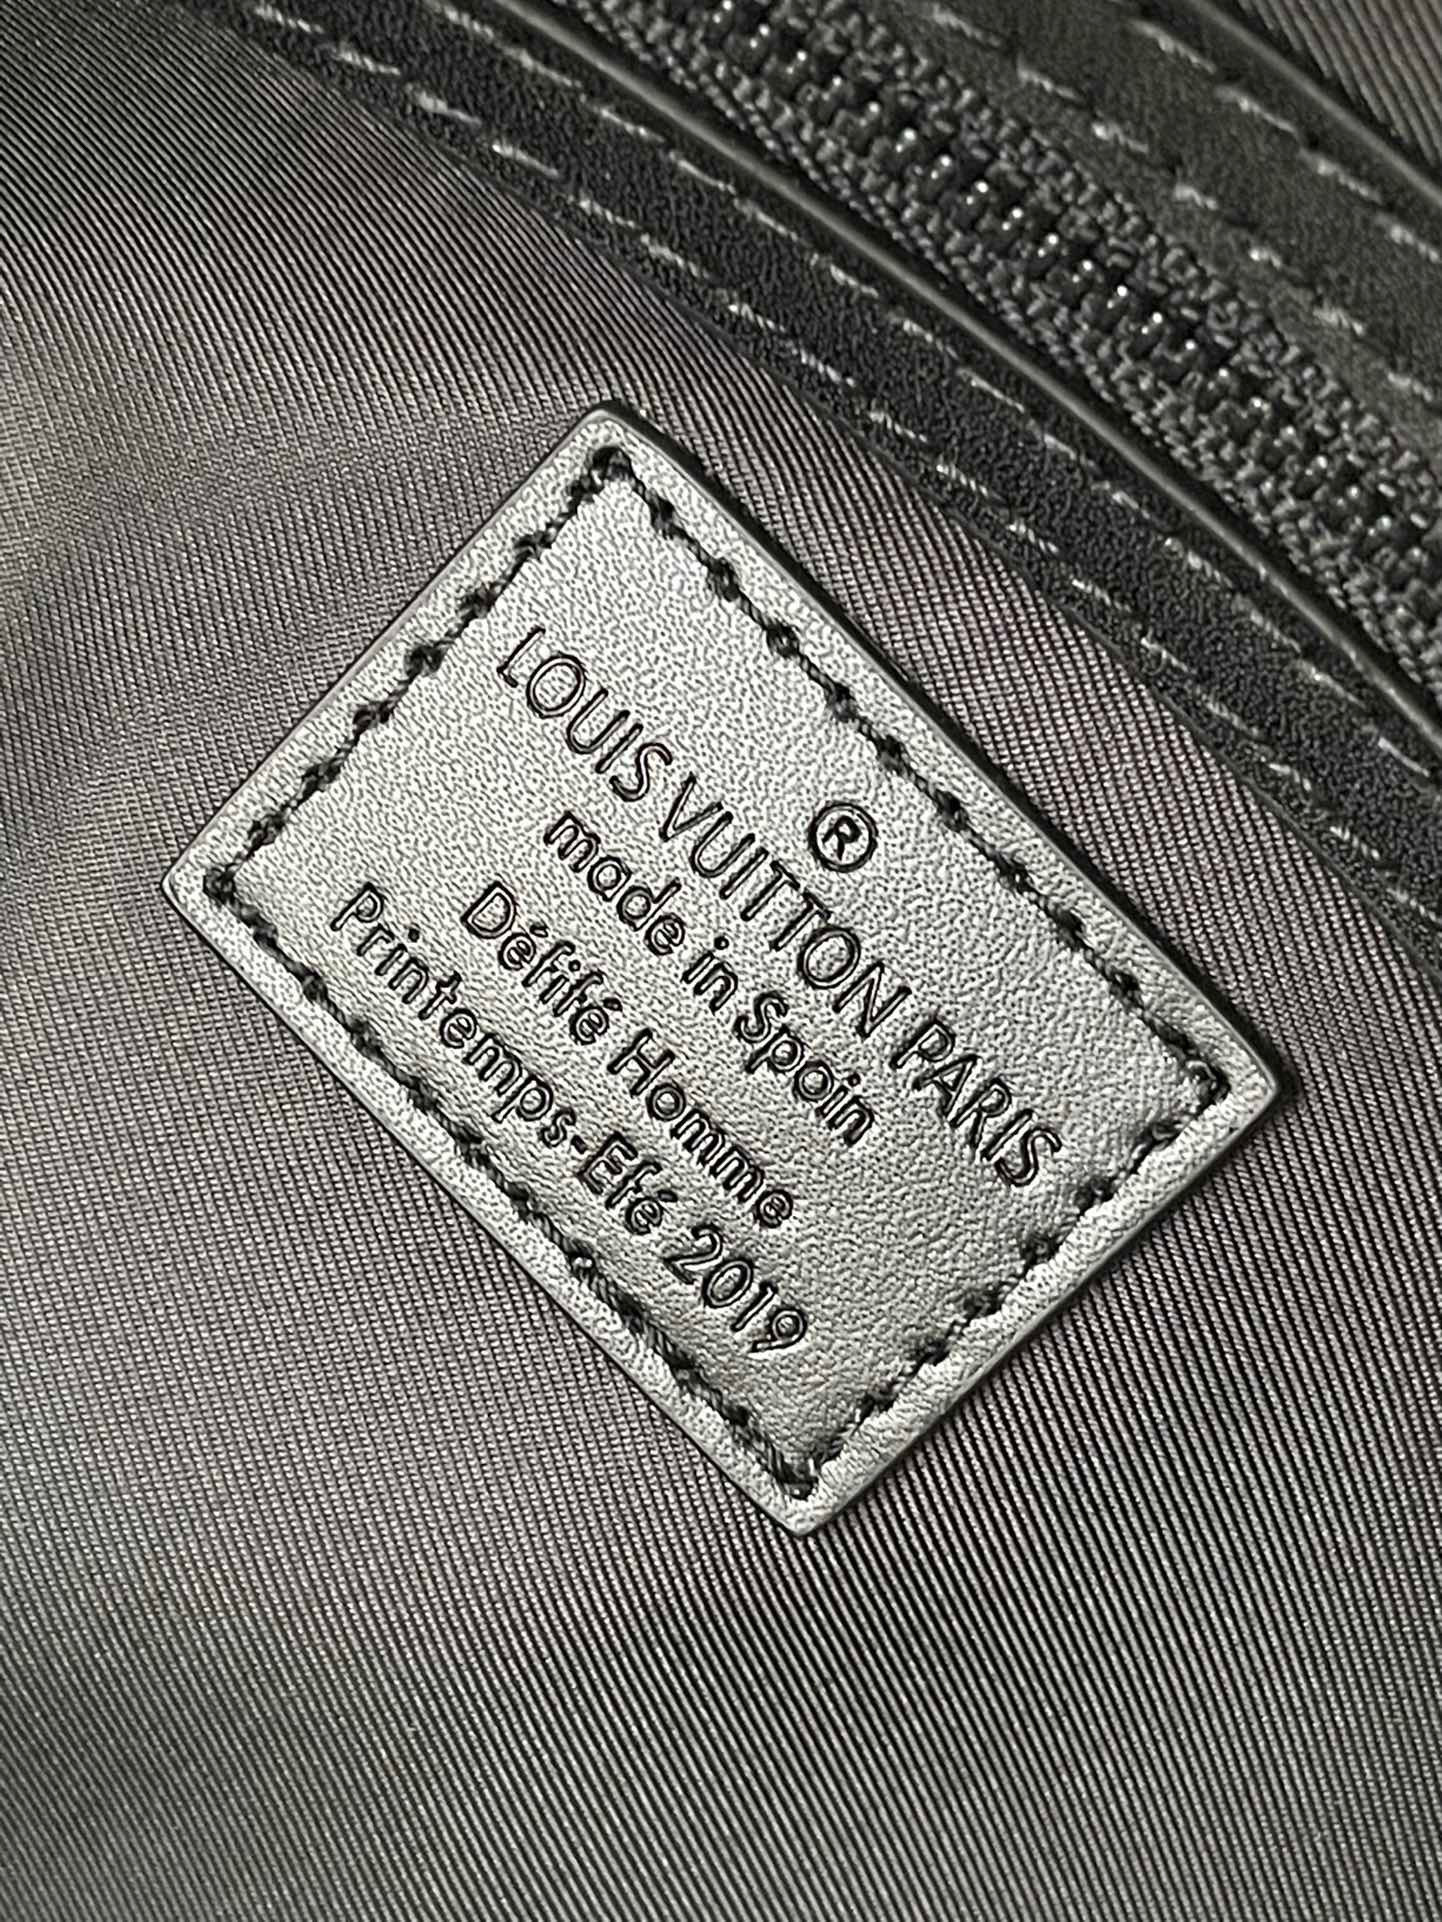 ®
LOUIS VUITTON PARIS
made in Spain
Défilé Homme
Printemps-Eté 2019